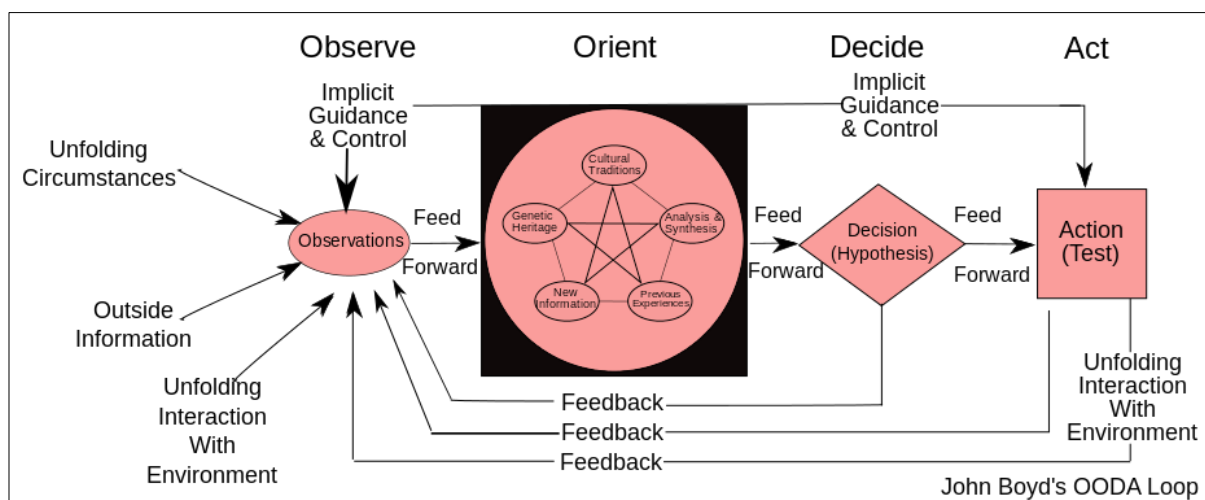 Observe
Orient
Decide
Act
Implicit
Guidance
& Control
Implicit
Guidance
& Control
Unfolding
Circumstances
Observations
Outside
Information
Unfolding
Interaction
With
Environment
Feed
Forward
Cultural
Traditions
Genetic
Heritage
Analysis &
Synthesis
New
Information
Previous
Experiences
Feed
Forward
Decision
(Hypothesis)
Feed
Forward
Action
(Test)
Unfolding
Interaction
With
Environment
Feedback
Feedback
Feedback
John Boyd's OODA Loop